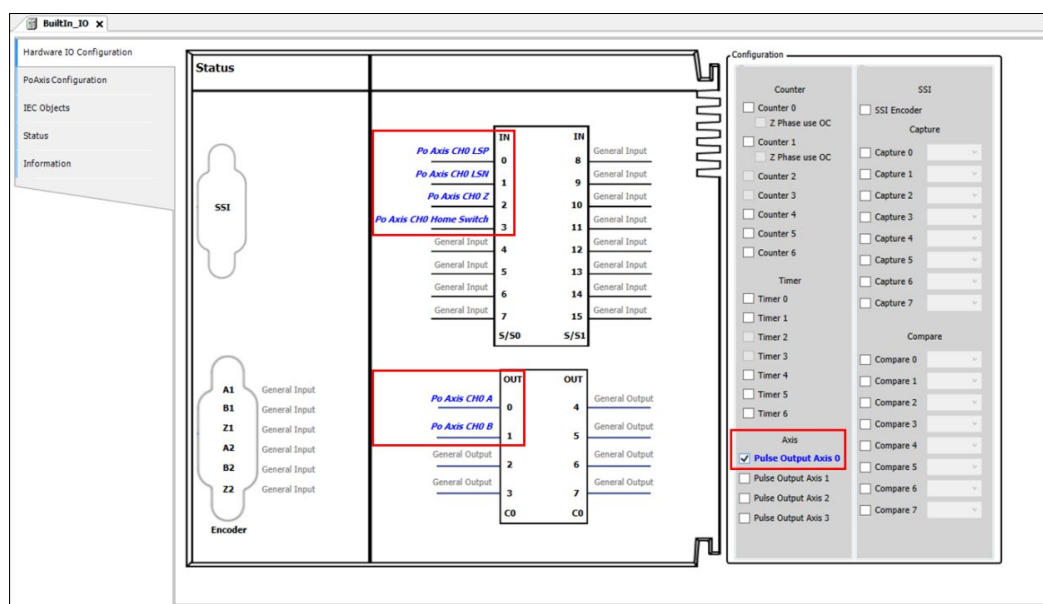 BuiltIn_IO x
Hardware IO Configuration
PoAxis Configuration
IEC Objects
Status
Information
Status
SSI
A1 General Input
B1 General Input
Z1 General Input
A2 General Input
B2 General Input
Z2 General Input
Encoder
IN IN
Po Axis CH0 LSP 0 8 General Input
Po Axis CH0 LSN 1 9 General Input
Po Axis CH0 Z 2 10 General Input
Po Axis CH0 Home Switch 3 11 General Input
General Input 4 12 General Input
General Input 5 13 General Input
General Input 6 14 General Input
General Input 7 15 General Input
S/S0 S/S1
OUT OUT
Po Axis CH0 A 0 4 General Output
Po Axis CH0 B 1 5 General Output
General Output 2 6 General Output
General Output 3 7 General Output
C0 C0
Configuration
Counter
Counter 0
Z Phase use OC
Counter 1
Z Phase use OC
Counter 2
Counter 3
Counter 4
Counter 5
Counter 6
Timer
Timer 0
Timer 1
Timer 2
Timer 3
Timer 4
Timer 5
Timer 6
Axis
Pulse Output Axis 0
Pulse Output Axis 1
Pulse Output Axis 2
Pulse Output Axis 3
SSI
SSI Encoder
Capture
Capture 0
Capture 1
Capture 2
Capture 3
Capture 4
Capture 5
Capture 6
Capture 7
Compare
Compare 0
Compare 1
Compare 2
Compare 3
Compare 4
Compare 5
Compare 6
Compare 7